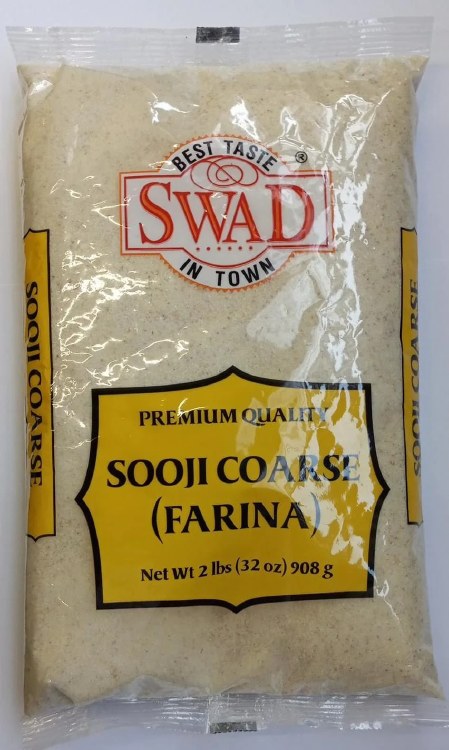 BEST TASTE
®
SWAD
IN TOWN
PREMIUM QUALITY
SOOJI COARSE
(FARINA)
Net Wt 2 lbs (32 oz) 908 g
SOOJI COARSE
SOOJI COARSE